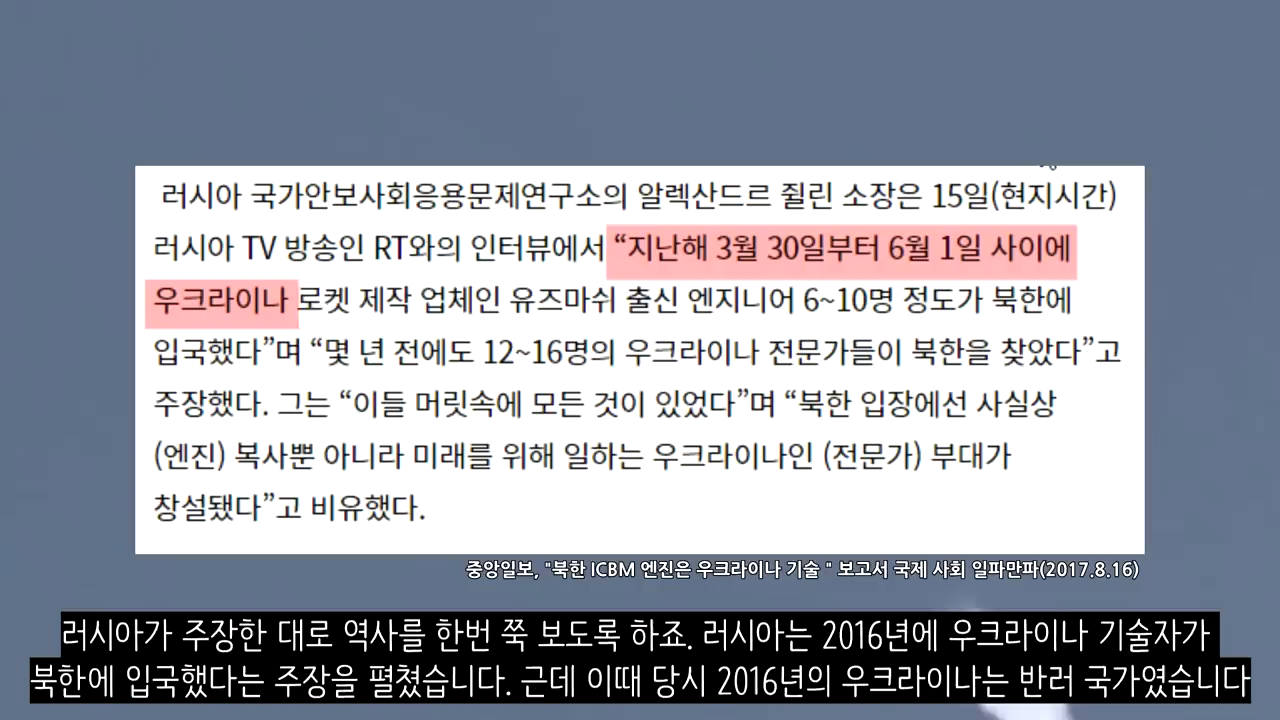 러시아 국가안보사회응용문제연구소의 알렉산드르 쥘린 소장은 15일(현지시간)
러시아 TV 방송인 RT와의 인터뷰에서 “지난해 3월 30일부터 6월 1일 사이에
우크라이나 로켓 제작 업체인 유즈마쉬 출신 엔지니어 6~10명 정도가 북한에
입국했다”며 “몇 년 전에도 12~16명의 우크라이나 전문가들이 북한을 찾았다”고
주장했다. 그는 “이들 머릿속에 모든 것이 있었다”며 “북한 입장에선 사실상
(엔진) 복사뿐 아니라 미래를 위해 일하는 우크라이나인 (전문가) 부대가
창설됐다”고 비유했다.
중앙일보, "북한 ICBM 엔진은 우크라이나 기술 " 보고서 국제 사회 일파만파(2017.8.16)
러시아가 주장한 대로 역사를 한번 쭉 보도록 하죠. 러시아는 2016년에 우크라이나 기술자가
북한에 입국했다는 주장을 펼쳤습니다. 근데 이때 당시 2016년의 우크라이나는 반러 국가였습니다